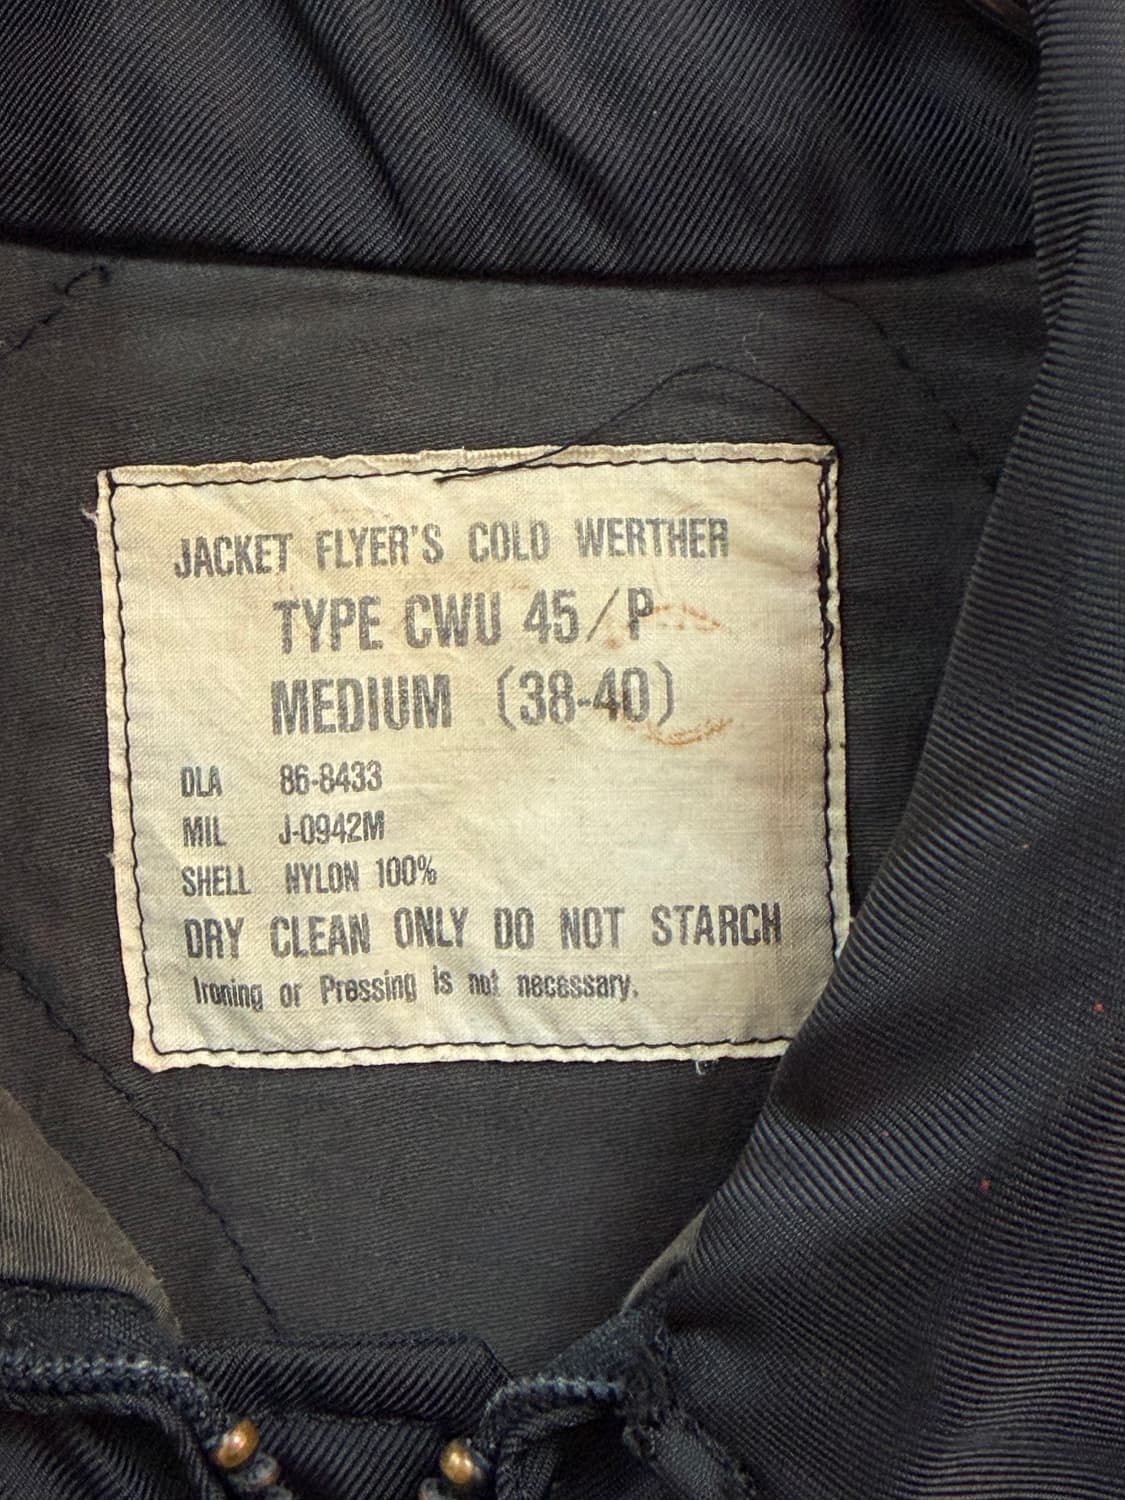 JACKET FLYER'S COLD WERTHER
TYPE CWU 45/P
MEDIUM (38-40)
DLA 86-8433
MIL J-0942M
SHELL NYLON 100%
DRY CLEAN ONLY DO NOT STARCH
Ironing or Pressing is not necessary.